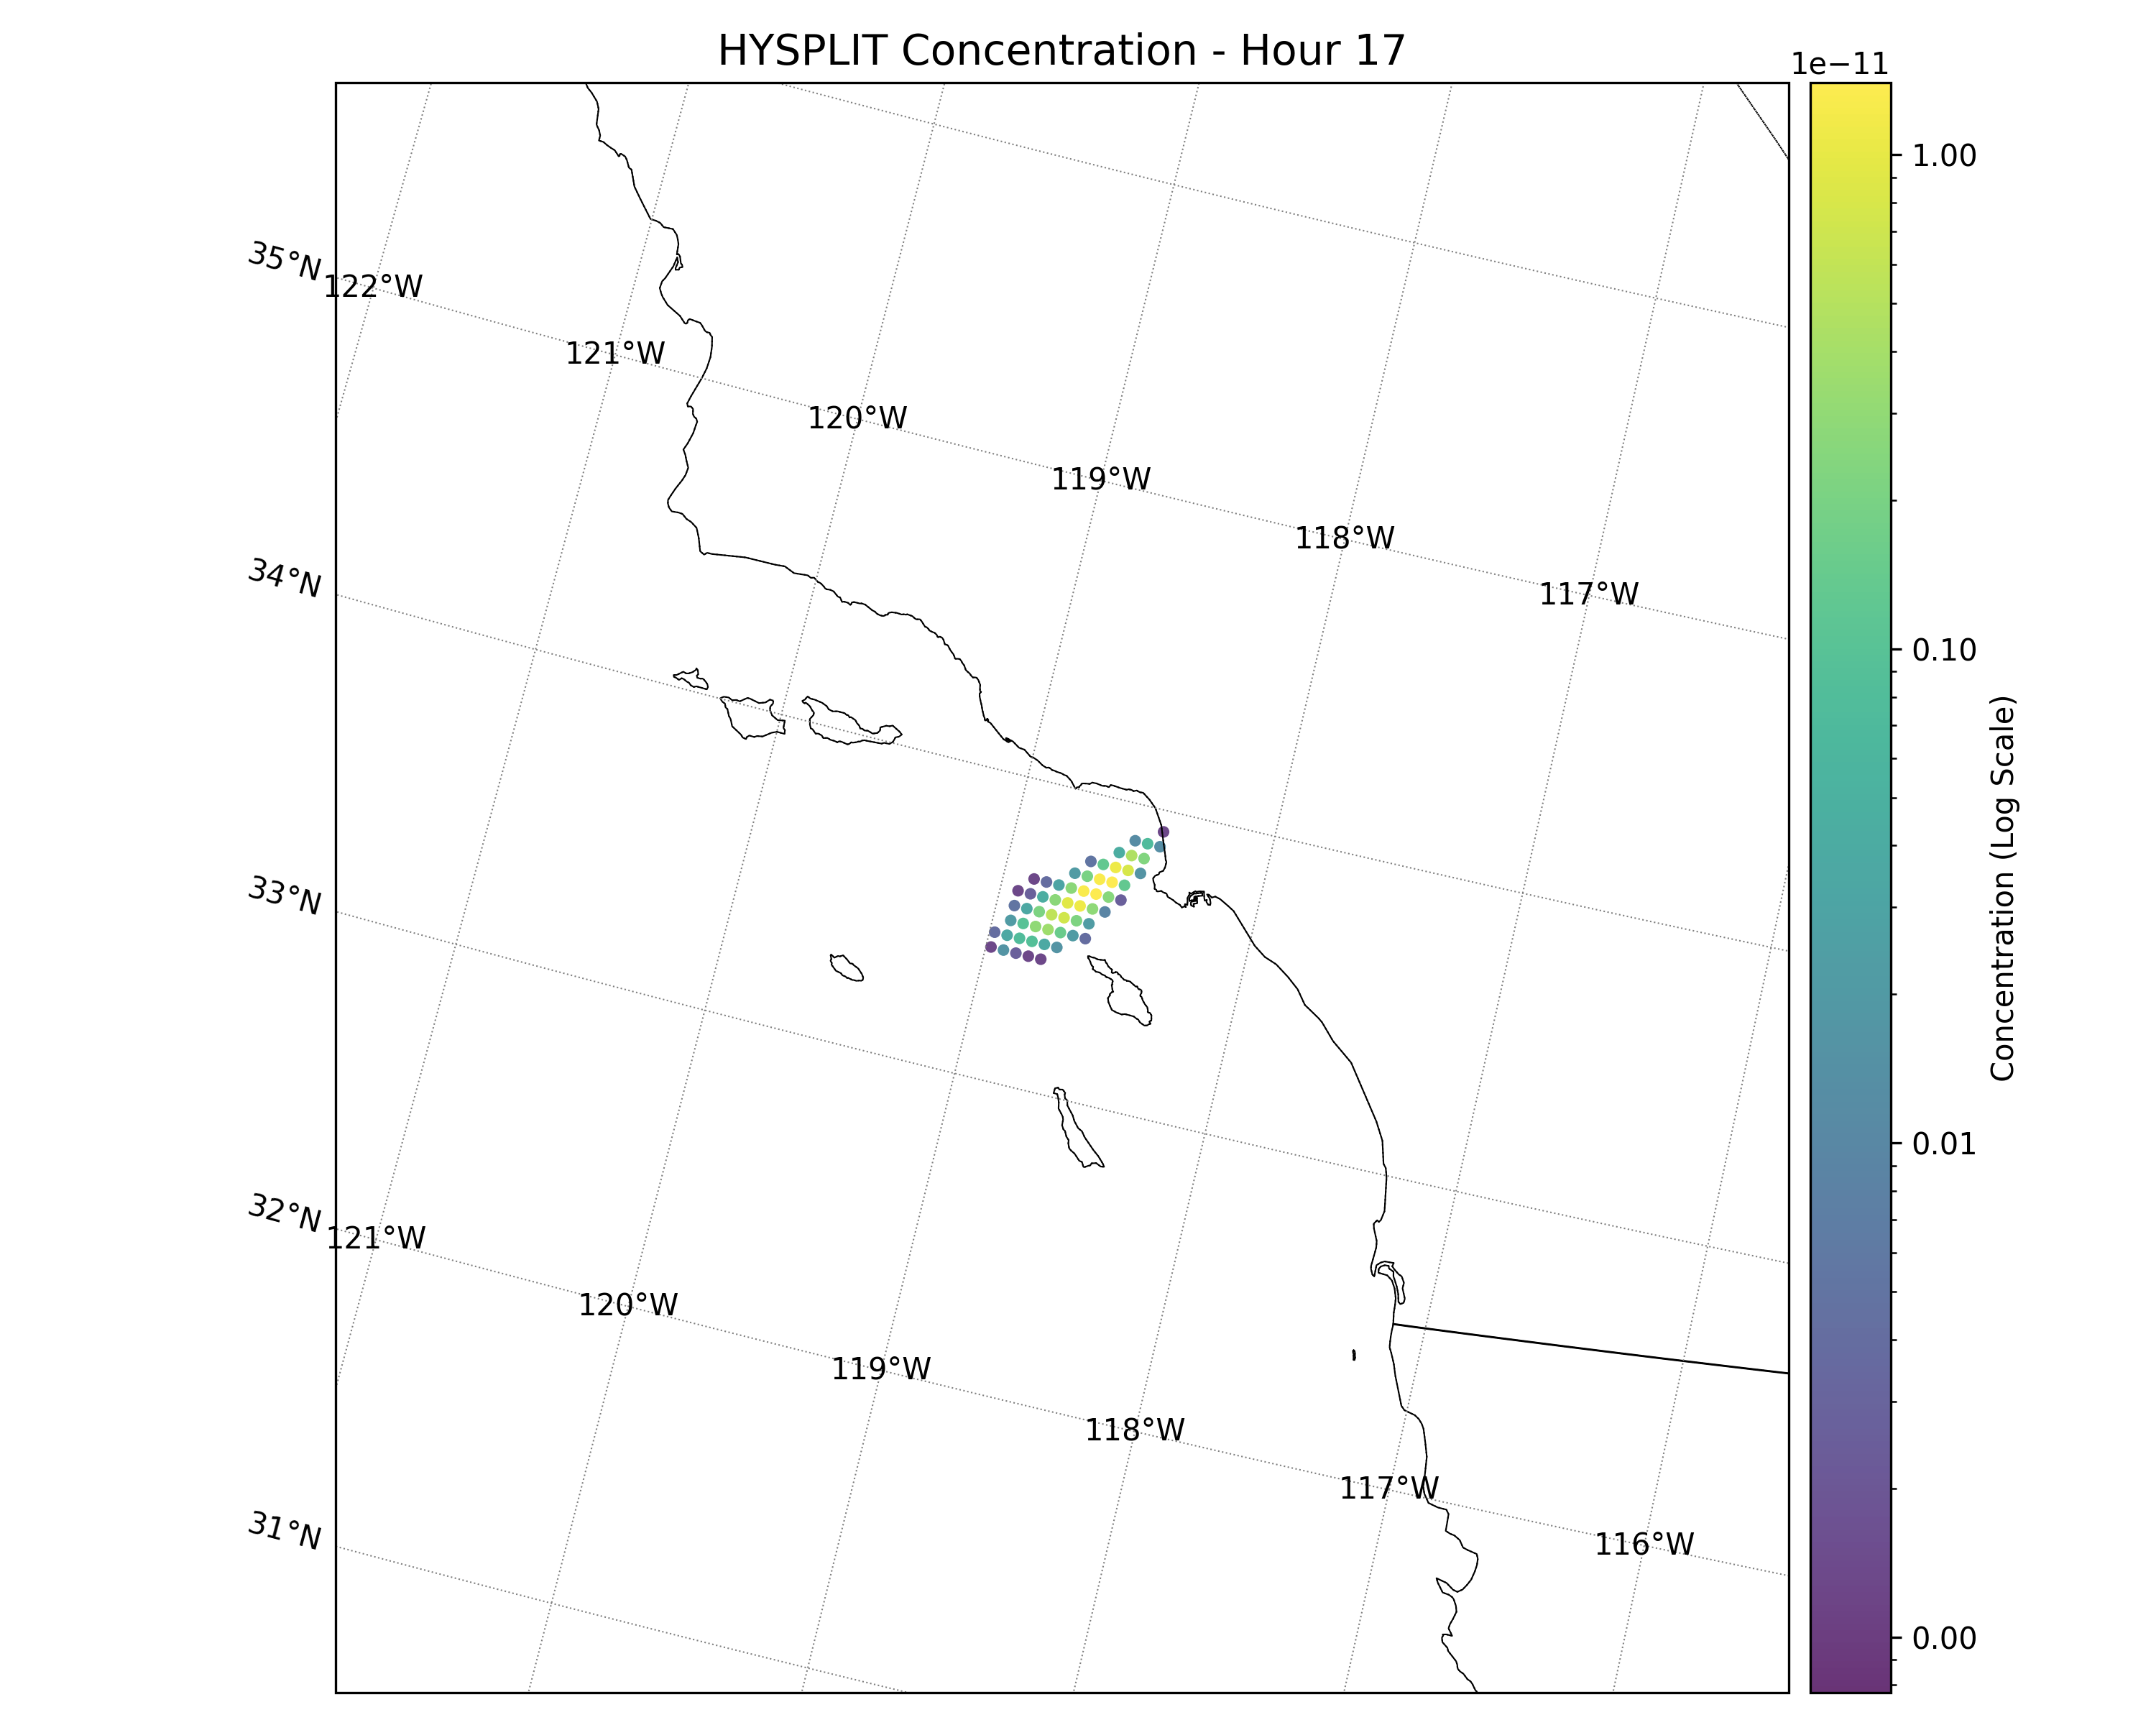 HYSPLIT Concentration - Hour 17
1e−11
35°N
122°W
121°W
120°W
119°W
118°W
117°W
34°N
33°N
32°N
121°W
120°W
119°W
118°W
117°W
116°W
31°N
1.00
0.10
0.01
0.00
Concentration (Log Scale)